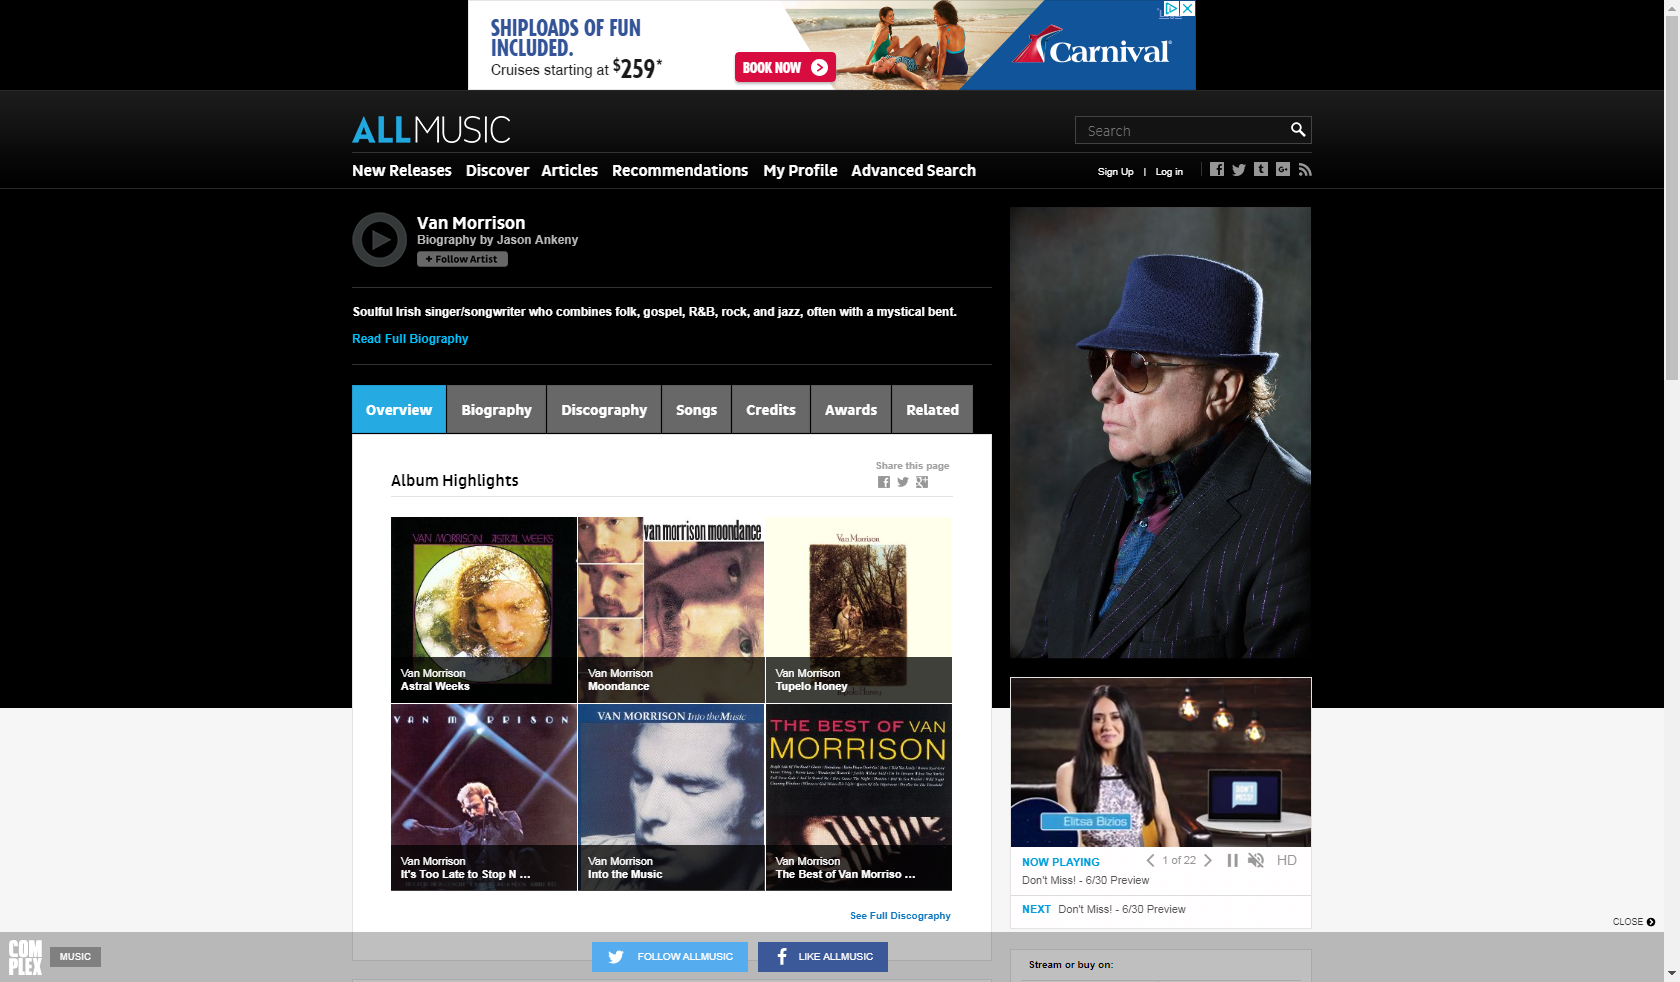 SHIPLOADS OF FUN
INCLUDED.
Cruises starting at $259*
BOOK NOW
Carnival
ALLMUSIC
Search
New Releases Discover Articles Recommendations My Profile Advanced Search
Sign Up | Log in
Van Morrison
Biography by Jason Ankeny
+ Follow Artist
Soulful Irish singer/songwriter who combines folk, gospel, R&B, rock, and jazz, often with a mystical bent.
Read Full Biography
Overview Biography Discography Songs Credits Awards Related
Share this page
Album Highlights
VAN MORRISON ASTRAL WEEKS
van morrison moondance
Van Morrison
Tupelo Honey
Van Morrison
Astral Weeks
Van Morrison
Moondance
Van Morrison
Tupelo Honey
VAN MORRISON
VAN MORRISON Into the Music
THE BEST OF VAN
MORRISON
Van Morrison
It's Too Late to Stop N ...
Van Morrison
Into the Music
Van Morrison
The Best of Van Morriso ...
See Full Discography
DON'T
MISS!
Elitsa Bizios
NOW PLAYING
1 of 22
HD
Don't Miss! - 6/30 Preview
NEXT Don't Miss! - 6/30 Preview
CLOSE
COM
PLEX
MUSIC
FOLLOW ALLMUSIC
LIKE ALLMUSIC
Stream or buy on: